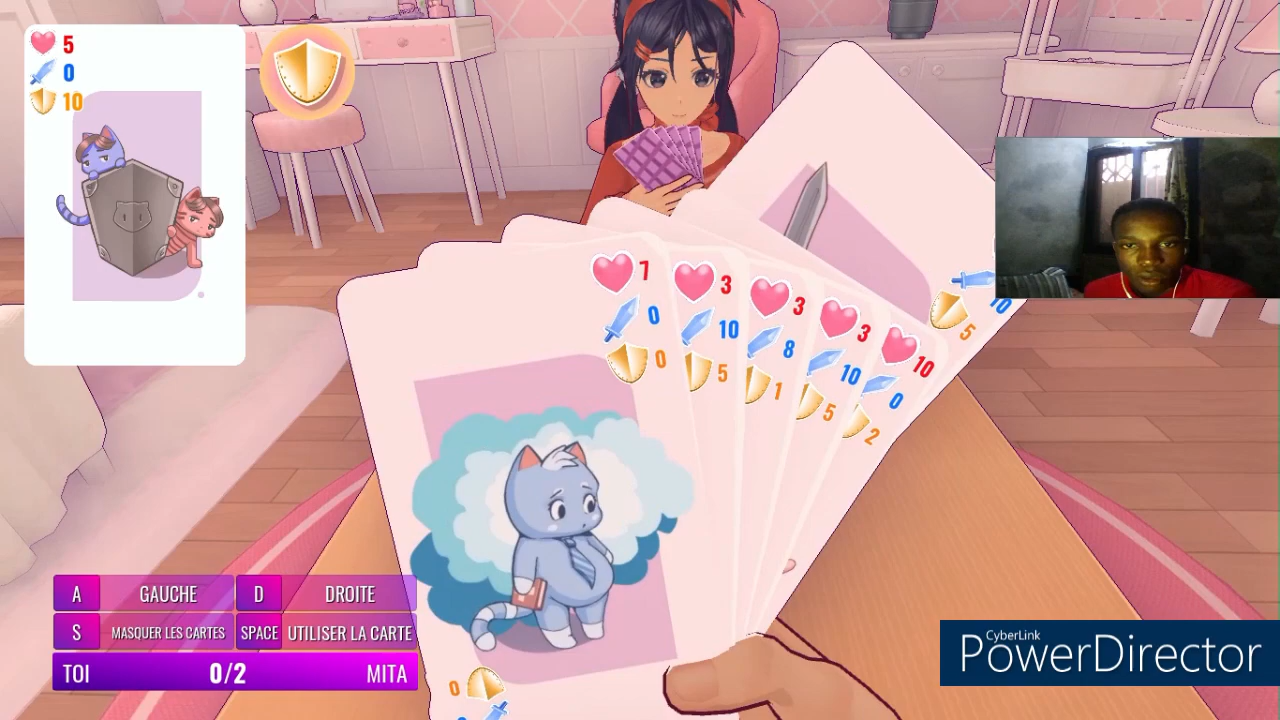 5
0
10
7 3 3 3 10
0 10 8 10 0 10
0 5 1 5 2 5
A GAUCHE D DROITE
S MASQUER LES CARTES SPACE UTILISER LA CARTE
TOI 0/2 MITA
0
CyberLink
PowerDirector